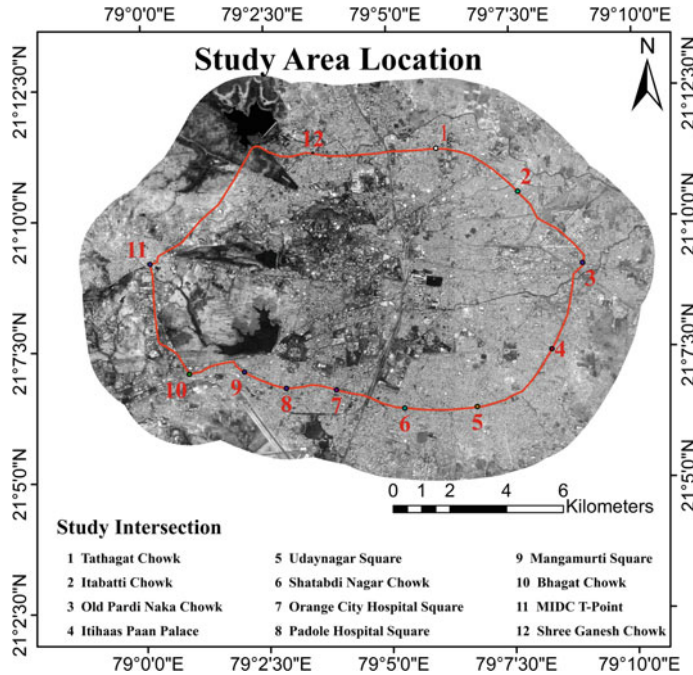 79°0'0"E 79°2'30"E 79°5'0"E 79°7'30"E 79°10'0"E
Study Area Location
N
21°12'30"N
21°10'0"N
21°7'30"N
21°5'0"N
21°2'30"N
21°12'30"N
21°10'0"N
21°7'30"N
21°5'0"N
21°2'30"N
12
1
2
11
3
4
10
9
8
7
6
5
0 1 2 4 6
Kilometers
Study Intersection
1 Tathagat Chowk
2 Itabatti Chowk
3 Old Pardi Naka Chowk
4 Itihaas Paan Palace
5 Udaynagar Square
6 Shatabdi Nagar Chowk
7 Orange City Hospital Square
8 Padole Hospital Square
9 Mangamurti Square
10 Bhagat Chowk
11 MIDC T-Point
12 Shree Ganesh Chowk
79°0'0"E 79°2'30"E 79°5'0"E 79°7'30"E 79°10'0"E